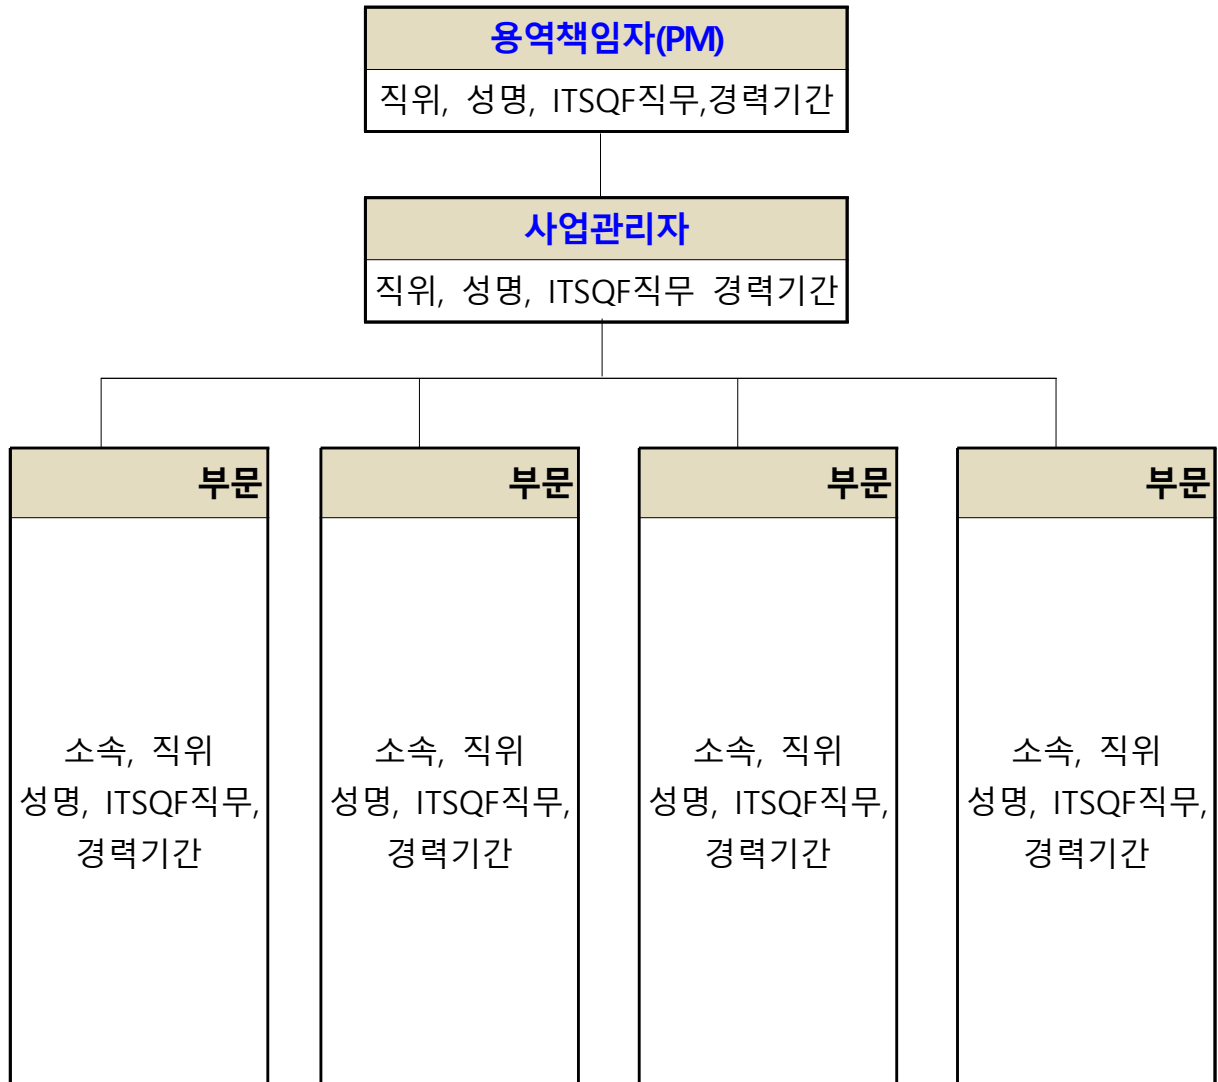 용역책임자(PM)
직위, 성명, ITSQF직무,경력기간
사업관리자
직위, 성명, ITSQF직무 경력기간
부문
소속, 직위
성명, ITSQF직무,
경력기간
부문
소속, 직위
성명, ITSQF직무,
경력기간
부문
소속, 직위
성명, ITSQF직무,
경력기간
부문
소속, 직위
성명, ITSQF직무,
경력기간